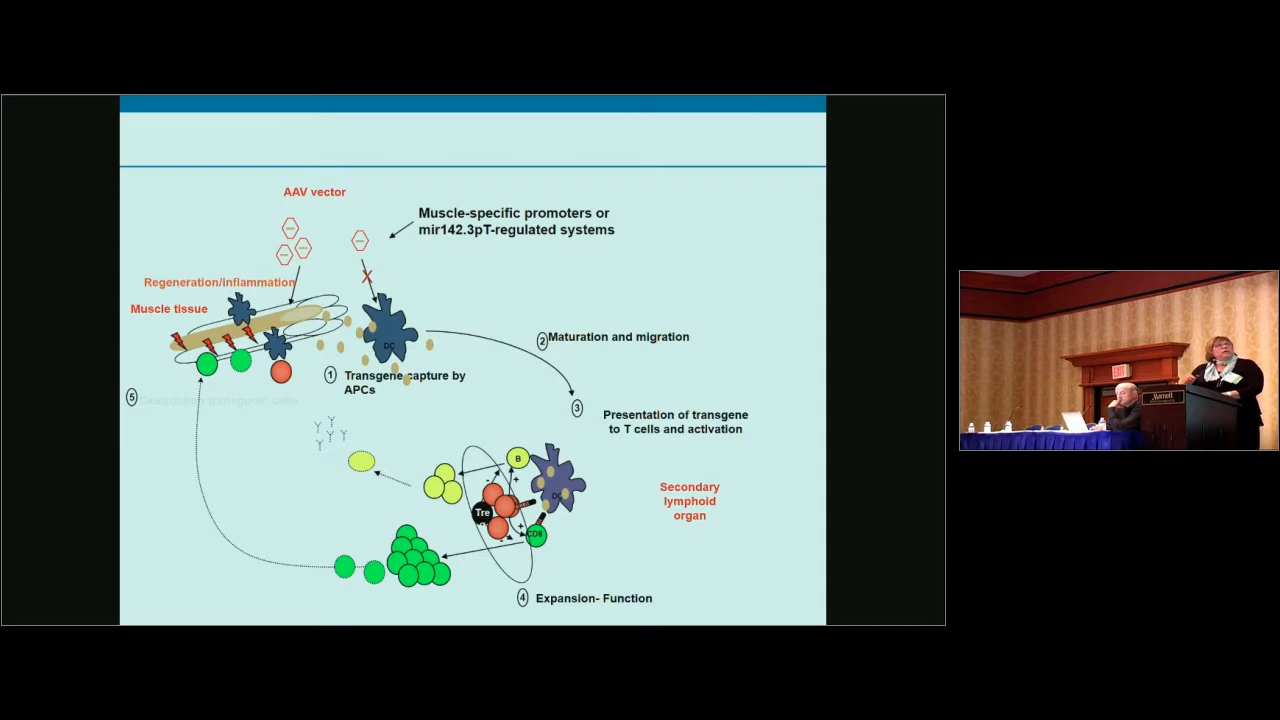 AAV vector
Muscle-specific promoters or
mir142.3pT-regulated systems
Regeneration/Inflammation
Muscle tissue
X
DC
2 Maturation and migration
1 Transgene capture by
APCs
5
3
Presentation of transgene
to T cells and activation
Y Y Y Y Y
B
DC
Tre
CD8
-
+
-
+
-
Secondary
lymphoid
organ
4 Expansion- Function
EXIT
Marriott